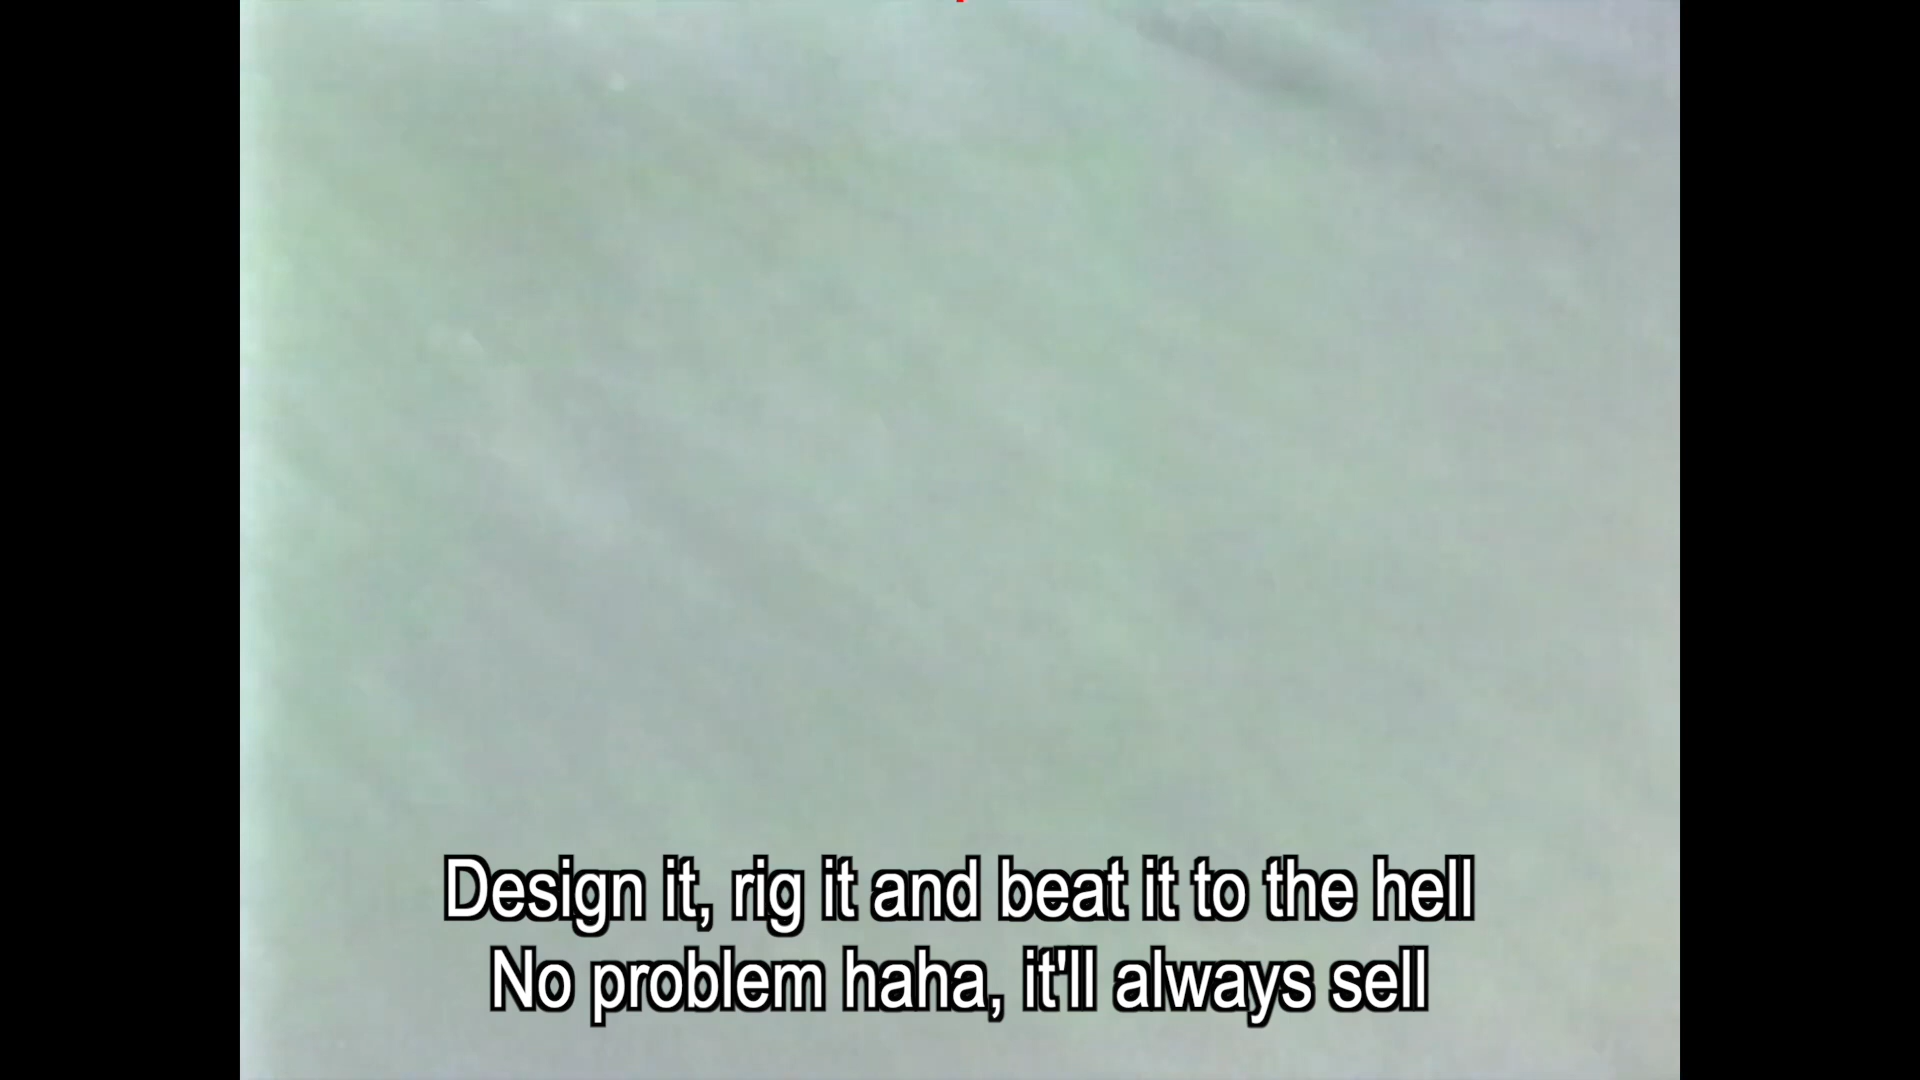 Design it, rig it and beat it to the hell
No problem haha, it'll always sell